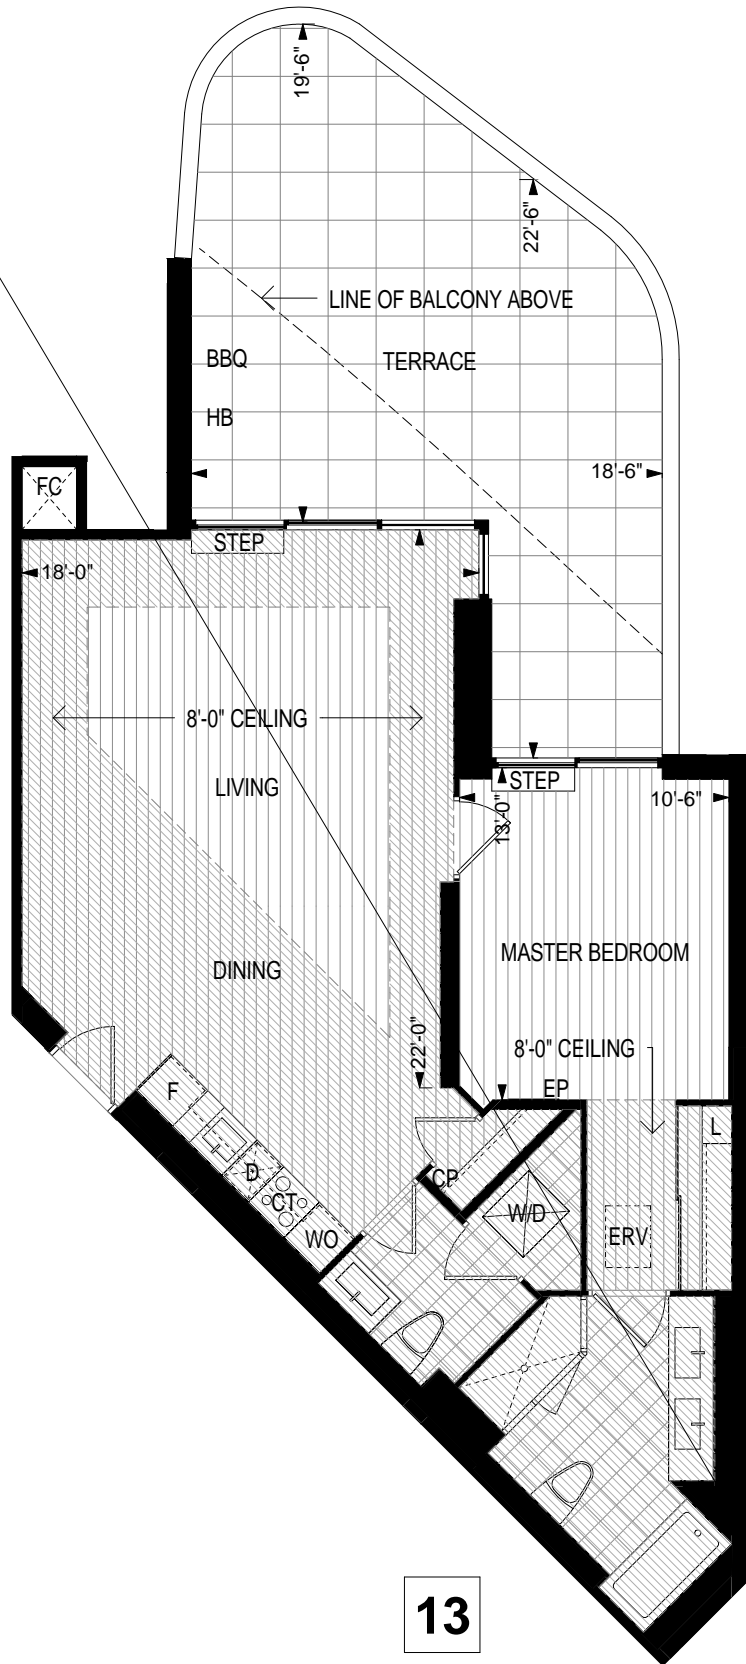 19'-6"
22'-6"
LINE OF BALCONY ABOVE
BBQ
TERRACE
HB
18'-6"
FC
STEP
18'-0"
8'-0" CEILING
STEP
LIVING
10'-6"
13'-0"
MASTER BEDROOM
DINING
22'-0"
8'-0" CEILING
EP
F
L
D
CP
CT
W/D
WO
ERV
13